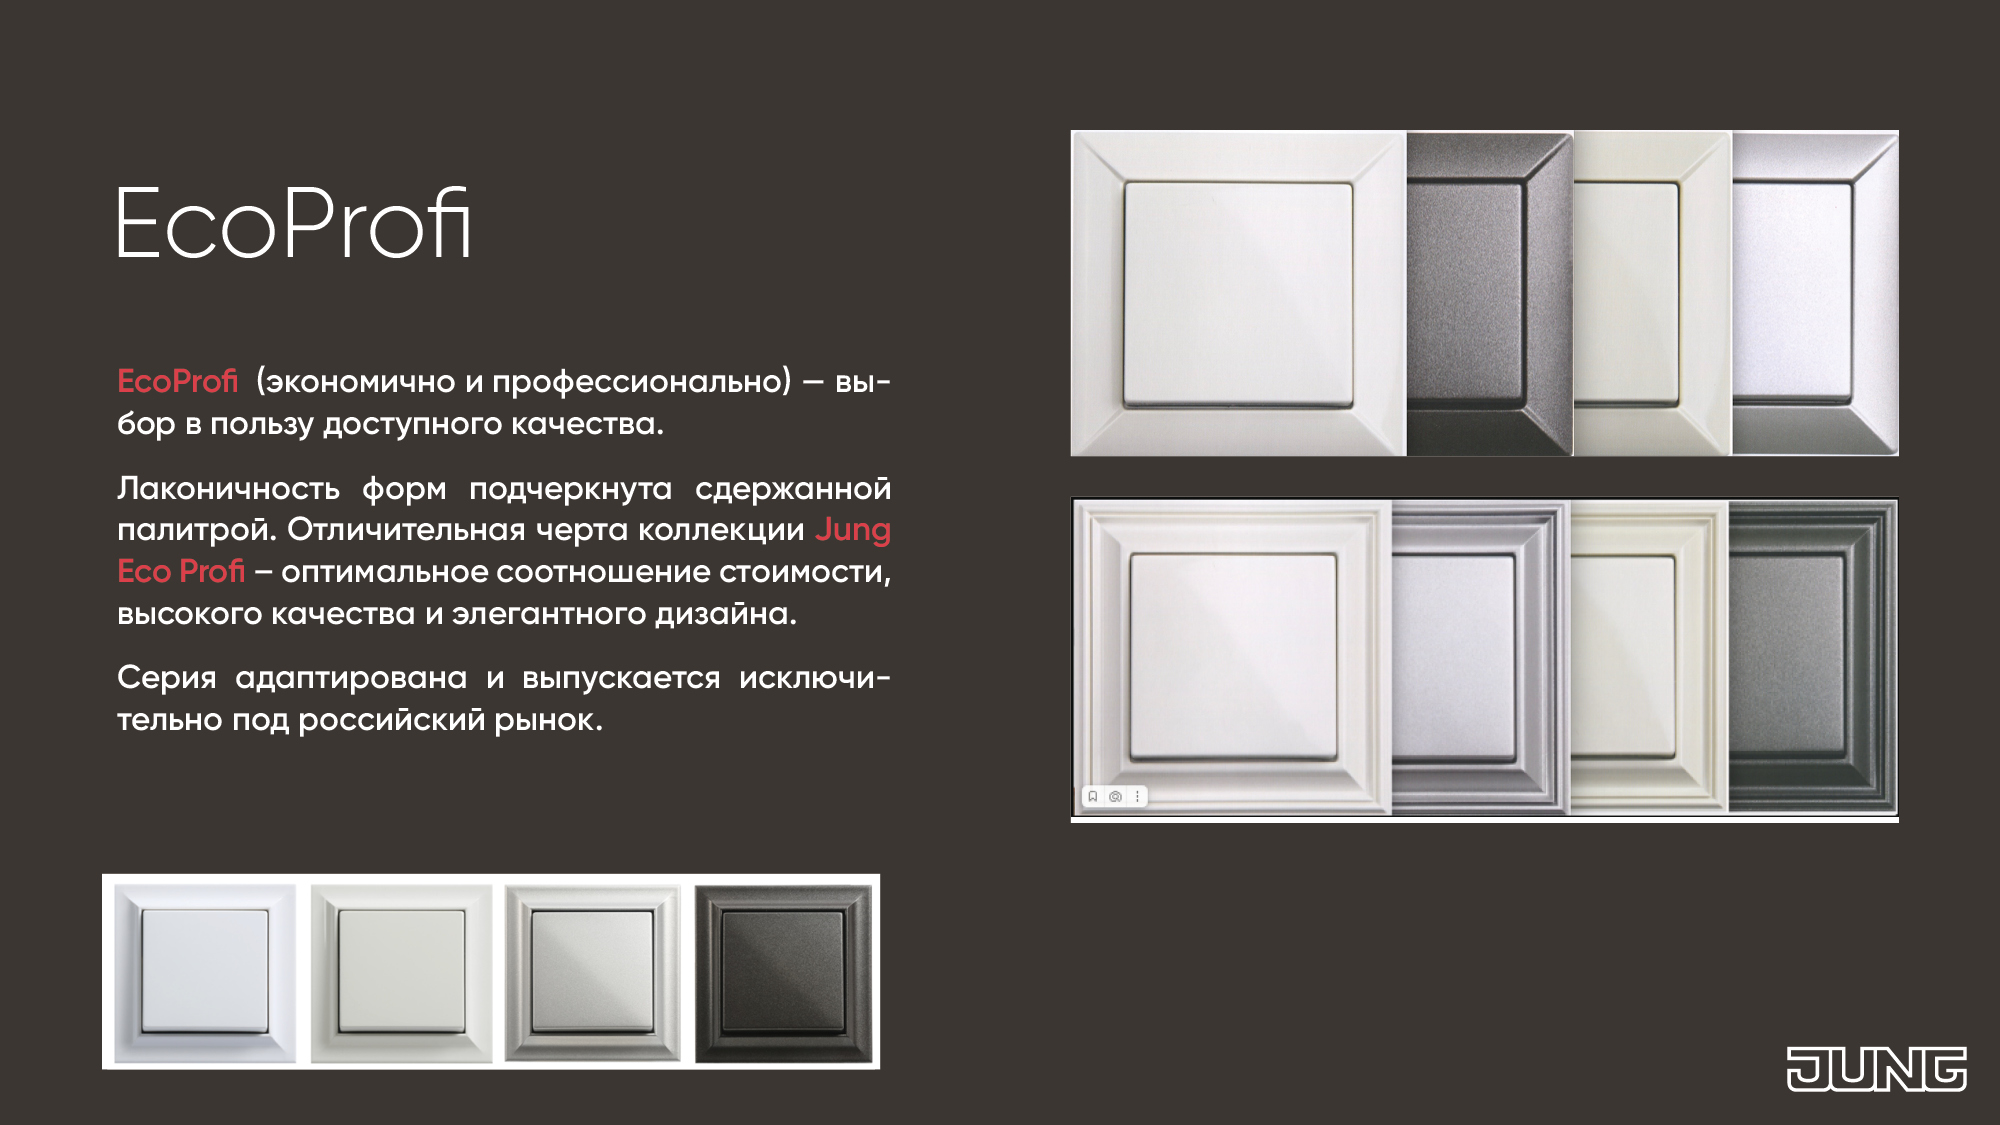 EcoProfi
EcoProfi (экономично и профессионально) — вы-
бор в пользу доступного качества.
Лаконичность форм подчеркнута сдержанной
палитрой. Отличительная черта коллекции Jung
Eco Profi – оптимальное соотношение стоимости,
высокого качества и элегантного дизайна.
Серия адаптирована и выпускается исключи-
тельно под российский рынок.
JUNG